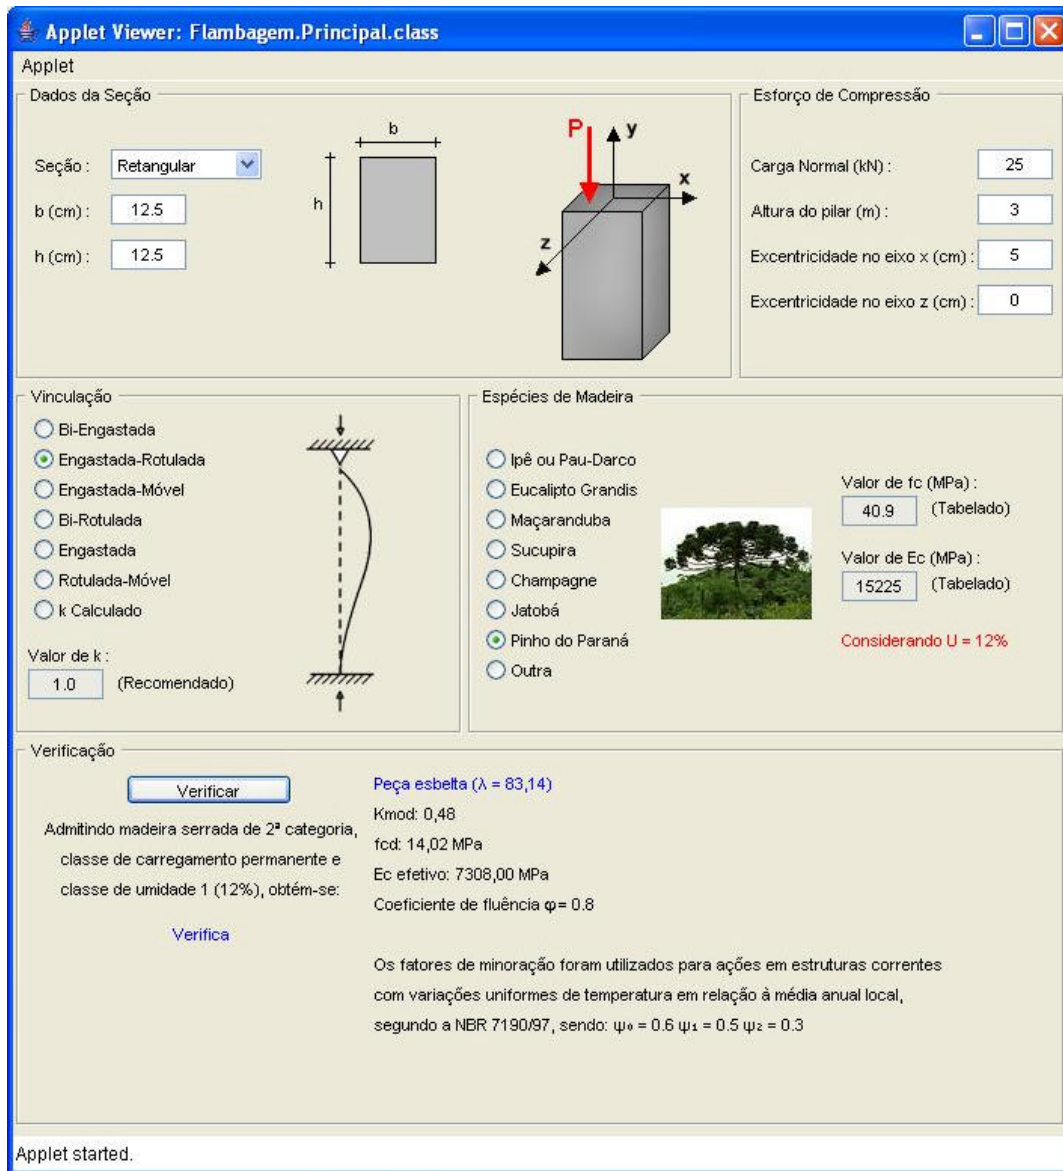 Applet Viewer: Flambagem.Principal.class
Applet
Dados da Seção
Seção :
Retangular
b (cm) :
12.5
h (cm) :
12.5
b
h
P
y
x
z
Esforço de Compressão
Carga Normal (kN) :
25
Altura do pilar (m) :
3
Excentricidade no eixo x (cm) :
5
Excentricidade no eixo z (cm) :
0
Vinculação
Bi-Engastada
Engastada-Rotulada
Engastada-Móvel
Bi-Rotulada
Engastada
Rotulada-Móvel
k Calculado
Valor de k :
1.0 (Recomendado)
Espécies de Madeira
Ipê ou Pau-Darco
Eucalipto Grandis
Maçaranduba
Sucupira
Champagne
Jatobá
Pinho do Paraná
Outra
Valor de fc (MPa) :
40.9 (Tabelado)
Valor de Ec (MPa) :
15225 (Tabelado)
Considerando U = 12%
Verificação
Verificar
Admitindo madeira serrada de 2ª categoria,
classe de carregamento permanente e
classe de umidade 1 (12%), obtém-se:
Verifica
Peça esbelta (λ = 83,14)
Kmod: 0,48
fcd: 14,02 MPa
Ec efetivo: 7308,00 MPa
Coeficiente de fluência φ= 0.8
Os fatores de minoração foram utilizados para ações em estruturas correntes
com variações uniformes de temperatura em relação à média anual local,
segundo a NBR 7190/97, sendo: ψ₀ = 0.6 ψ₁ = 0.5 ψ₂ = 0.3
Applet started.